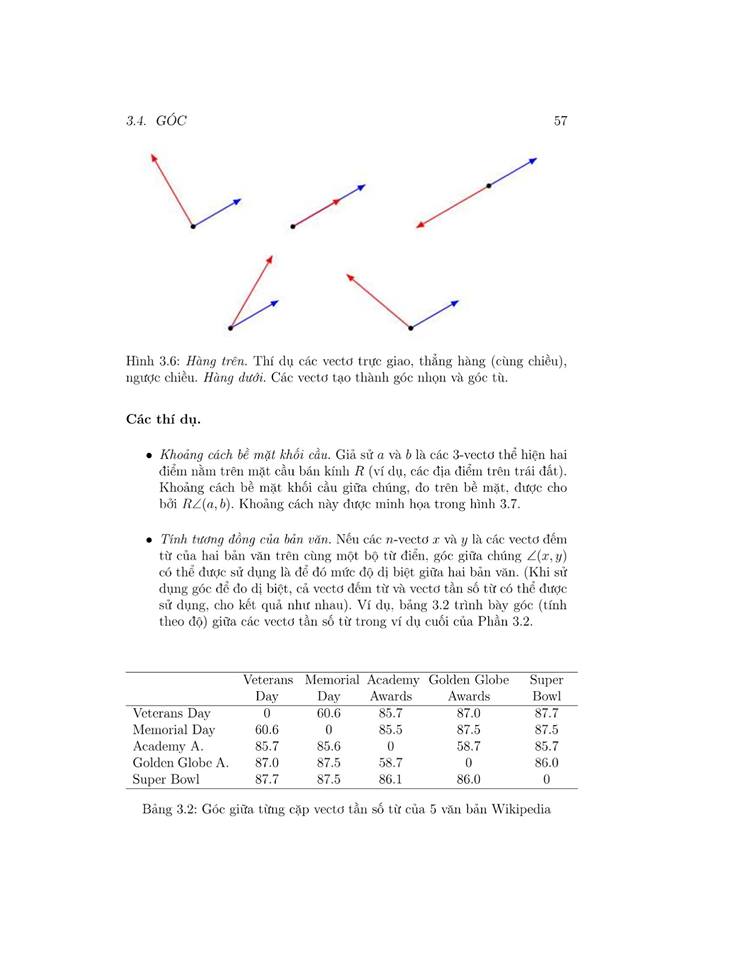 3.4. GÓC 57
Hình 3.6: Hàng trên. Thí dụ các vectơ trực giao, thẳng hàng (cùng chiều),
ngược chiều. Hàng dưới. Các vectơ tạo thành góc nhọn và góc tù.
Các thí dụ.
• Khoảng cách bề mặt khối cầu. Giả sử a và b là các 3-vectơ thể hiện hai
điểm nằm trên mặt cầu bán kính R (ví dụ, các địa điểm trên trái đất).
Khoảng cách bề mặt khối cầu giữa chúng, đo trên bề mặt, được cho
bởi R∠(a, b). Khoảng cách này được minh họa trong hình 3.7.
• Tính tương đồng của bản văn. Nếu các n-vectơ x và y là các vectơ đếm
từ của hai bản văn trên cùng một bộ từ điển, góc giữa chúng ∠(x, y)
có thể được sử dụng là để đó mức độ dị biệt giữa hai bản văn. (Khi sử
dụng góc để đo dị biệt, cả vectơ đếm từ và vectơ tần số từ có thể được
sử dụng, cho kết quả như nhau). Ví dụ, bảng 3.2 trình bày góc (tính
theo độ) giữa các vectơ tần số từ trong ví dụ cuối của Phần 3.2.
Veterans Memorial Academy Golden Globe Super
Day Day Awards Awards Bowl
Veterans Day 0 60.6 85.7 87.0 87.7
Memorial Day 60.6 0 85.5 87.5 87.5
Academy A. 85.7 85.6 0 58.7 85.7
Golden Globe A. 87.0 87.5 58.7 0 86.0
Super Bowl 87.7 87.5 86.1 86.0 0
Bảng 3.2: Góc giữa từng cặp vectơ tần số từ của 5 văn bản Wikipedia